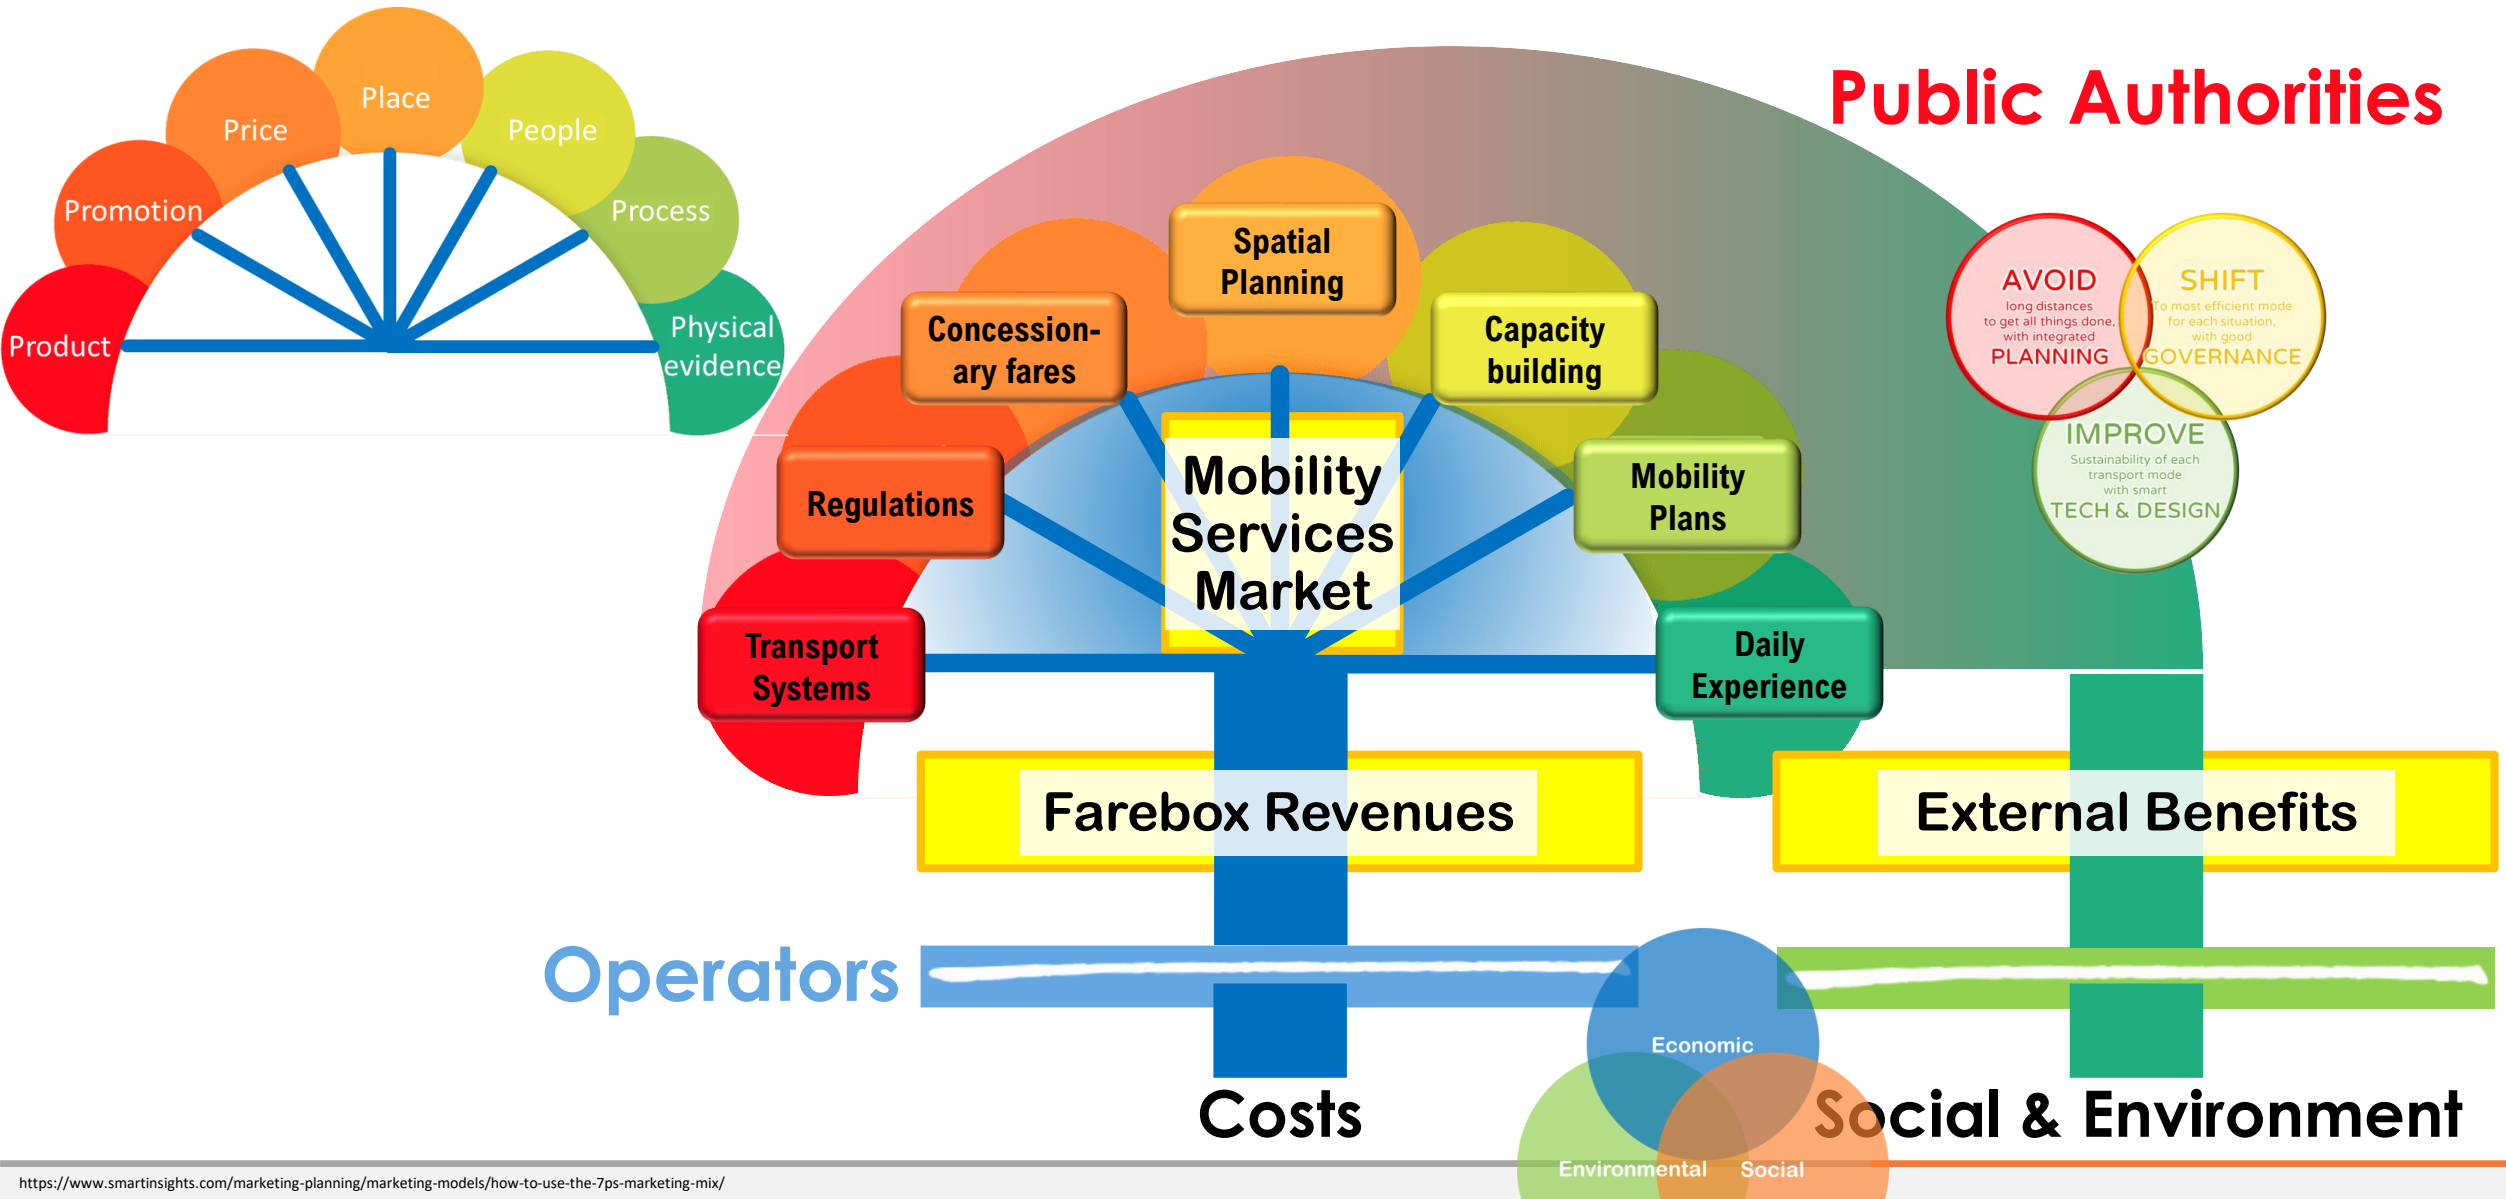 Place
Price
People
Promotion
Process
Product
Physical
evidence
Public Authorities
Spatial
Planning
Concession-
ary fares
Capacity
building
Regulations
Mobility
Plans
Transport
Systems
Daily
Experience
Mobility
Services
Market
AVOID
long distances
to get all things done,
with integrated
PLANNING
SHIFT
To most efficient mode
for each situation,
with good
GOVERNANCE
IMPROVE
Sustainability of each
transport mode
with smart
TECH & DESIGN
Farebox Revenues
External Benefits
Operators
Economic
Environmental
Social
Costs
Social & Environment
https://www.smartinsights.com/marketing-planning/marketing-models/how-to-use-the-7ps-marketing-mix/